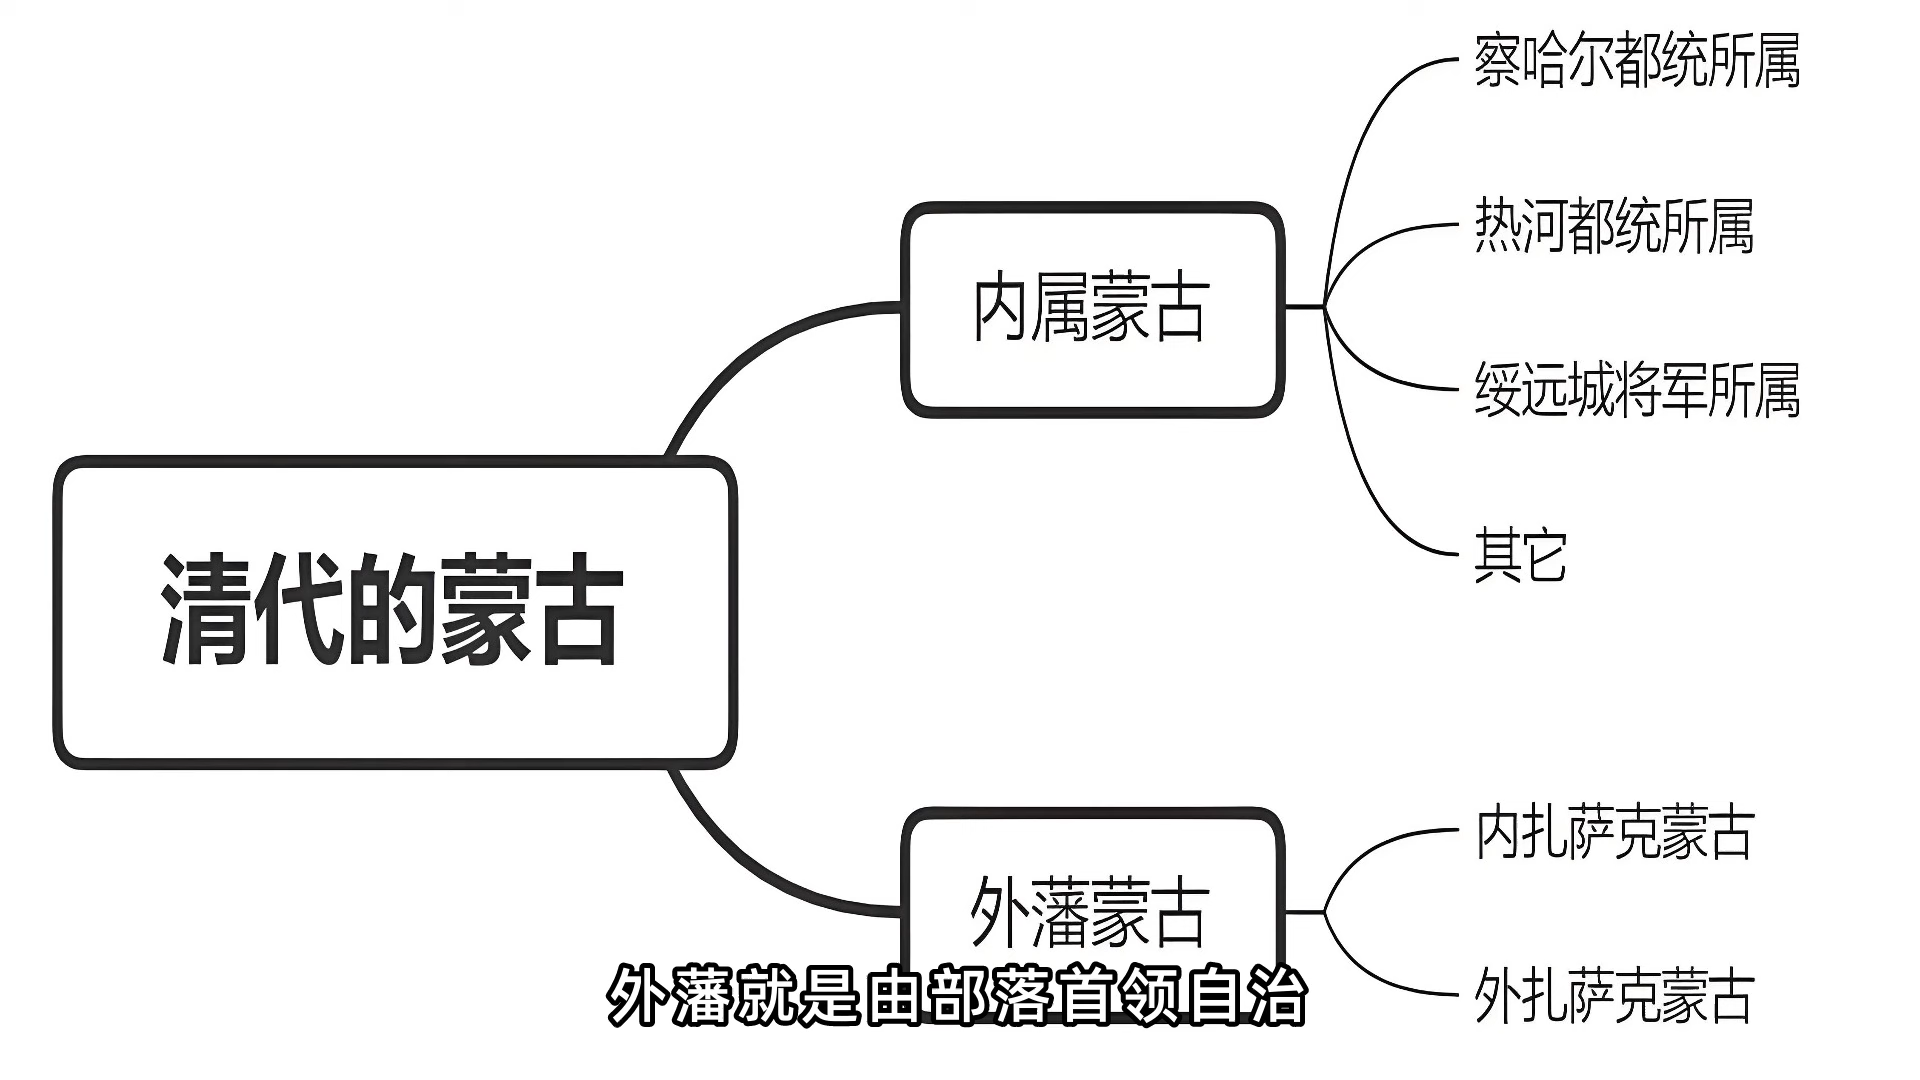 清代的蒙古
内属蒙古
察哈尔都统所属
热河都统所属
绥远城将军所属
其它
外藩蒙古
内扎萨克蒙古
外扎萨克蒙古
外藩就是由部落首领自治